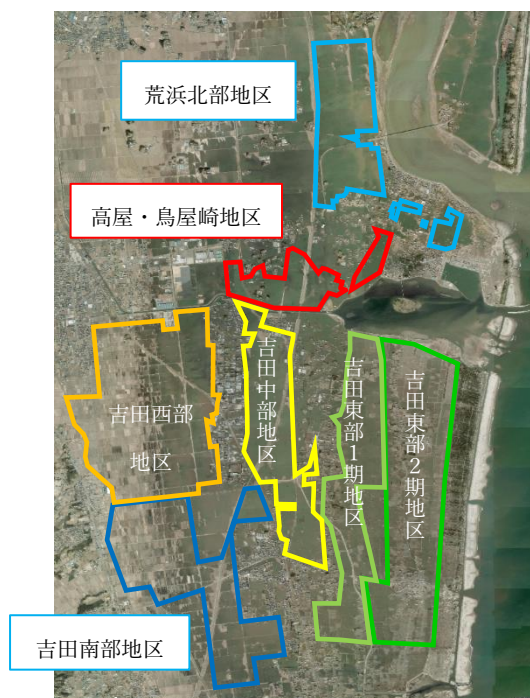 荒浜北部地区
高屋・鳥屋崎地区
吉田西部
地区
吉田中部地区
吉田東部1期地区
吉田東部2期地区
吉田南部地区